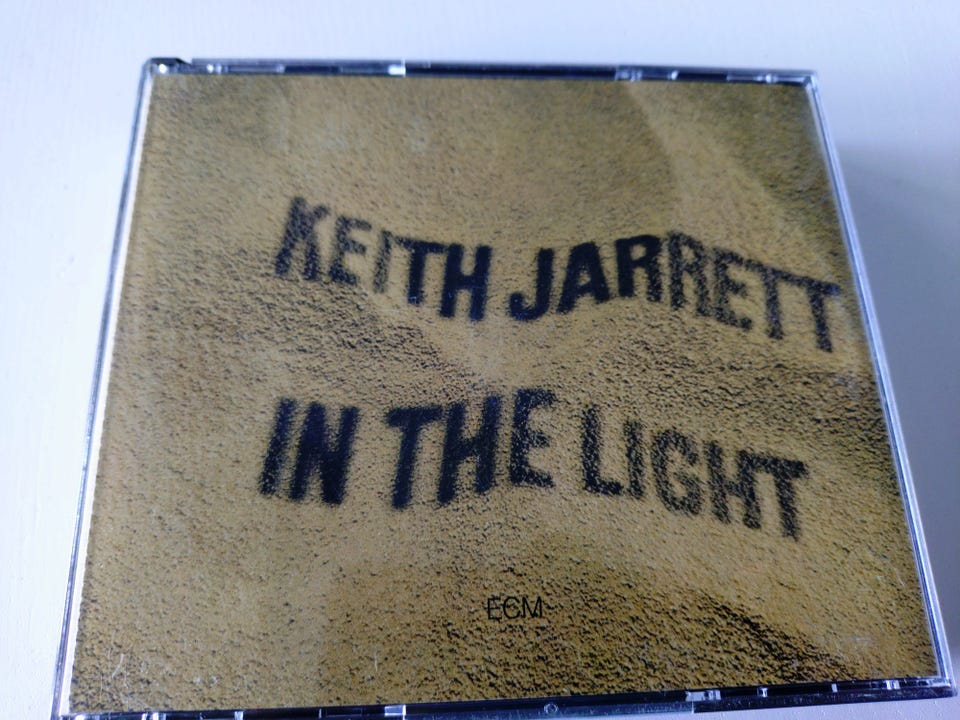 KEITH JARRETT
IN THE LIGHT
ECM